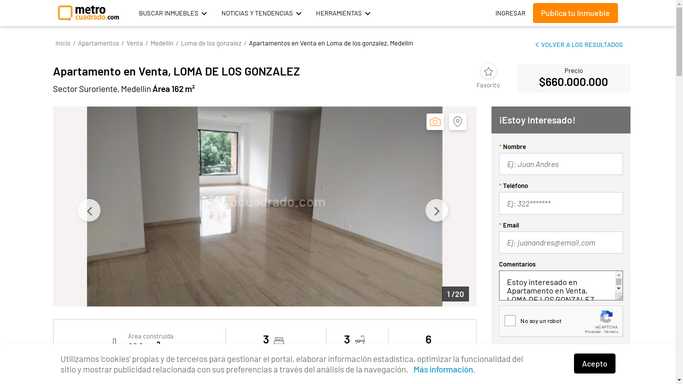 metro
cuadrado.com
BUSCAR INMUEBLES
NOTICIAS Y TENDENCIAS
HERRAMIENTAS
INGRESAR
Publica tu Inmueble
Inicio / Apartamentos / Venta / Medellín / Loma de los gonzalez / Apartamentos en Venta en Loma de los gonzalez, Medellín
VOLVER A LOS RESULTADOS
Apartamento en Venta, LOMA DE LOS GONZALEZ
Sector Suroriente, Medellín Área 162 m²
Favorito
Precio
$660.000.000
cuadrado.com
1 / 20
¡Estoy Interesado!
* Nombre
Ej: Juan Andres
* Teléfono
Ej: 322*******
* Email
Ej: juanandres@email.com
Comentarios
Estoy interesado en
Apartamento en Venta,
LOMA DE LOS GONZALEZ
No soy un robot
reCAPTCHA
Privacidad - Términos
Área construida
3
3
6
Utilizamos 'cookies' propias y de terceros para gestionar el portal, elaborar información estadística, optimizar la funcionalidad del
sitio y mostrar publicidad relacionada con sus preferencias a través del análisis de la navegación. Más información.
Acepto